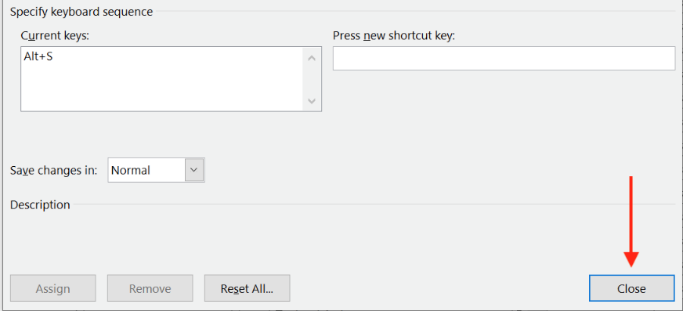 Specify keyboard sequence
Current keys:
Press new shortcut key:
Alt+S
Save changes in:
Normal
Description
Assign
Remove
Reset All...
Close